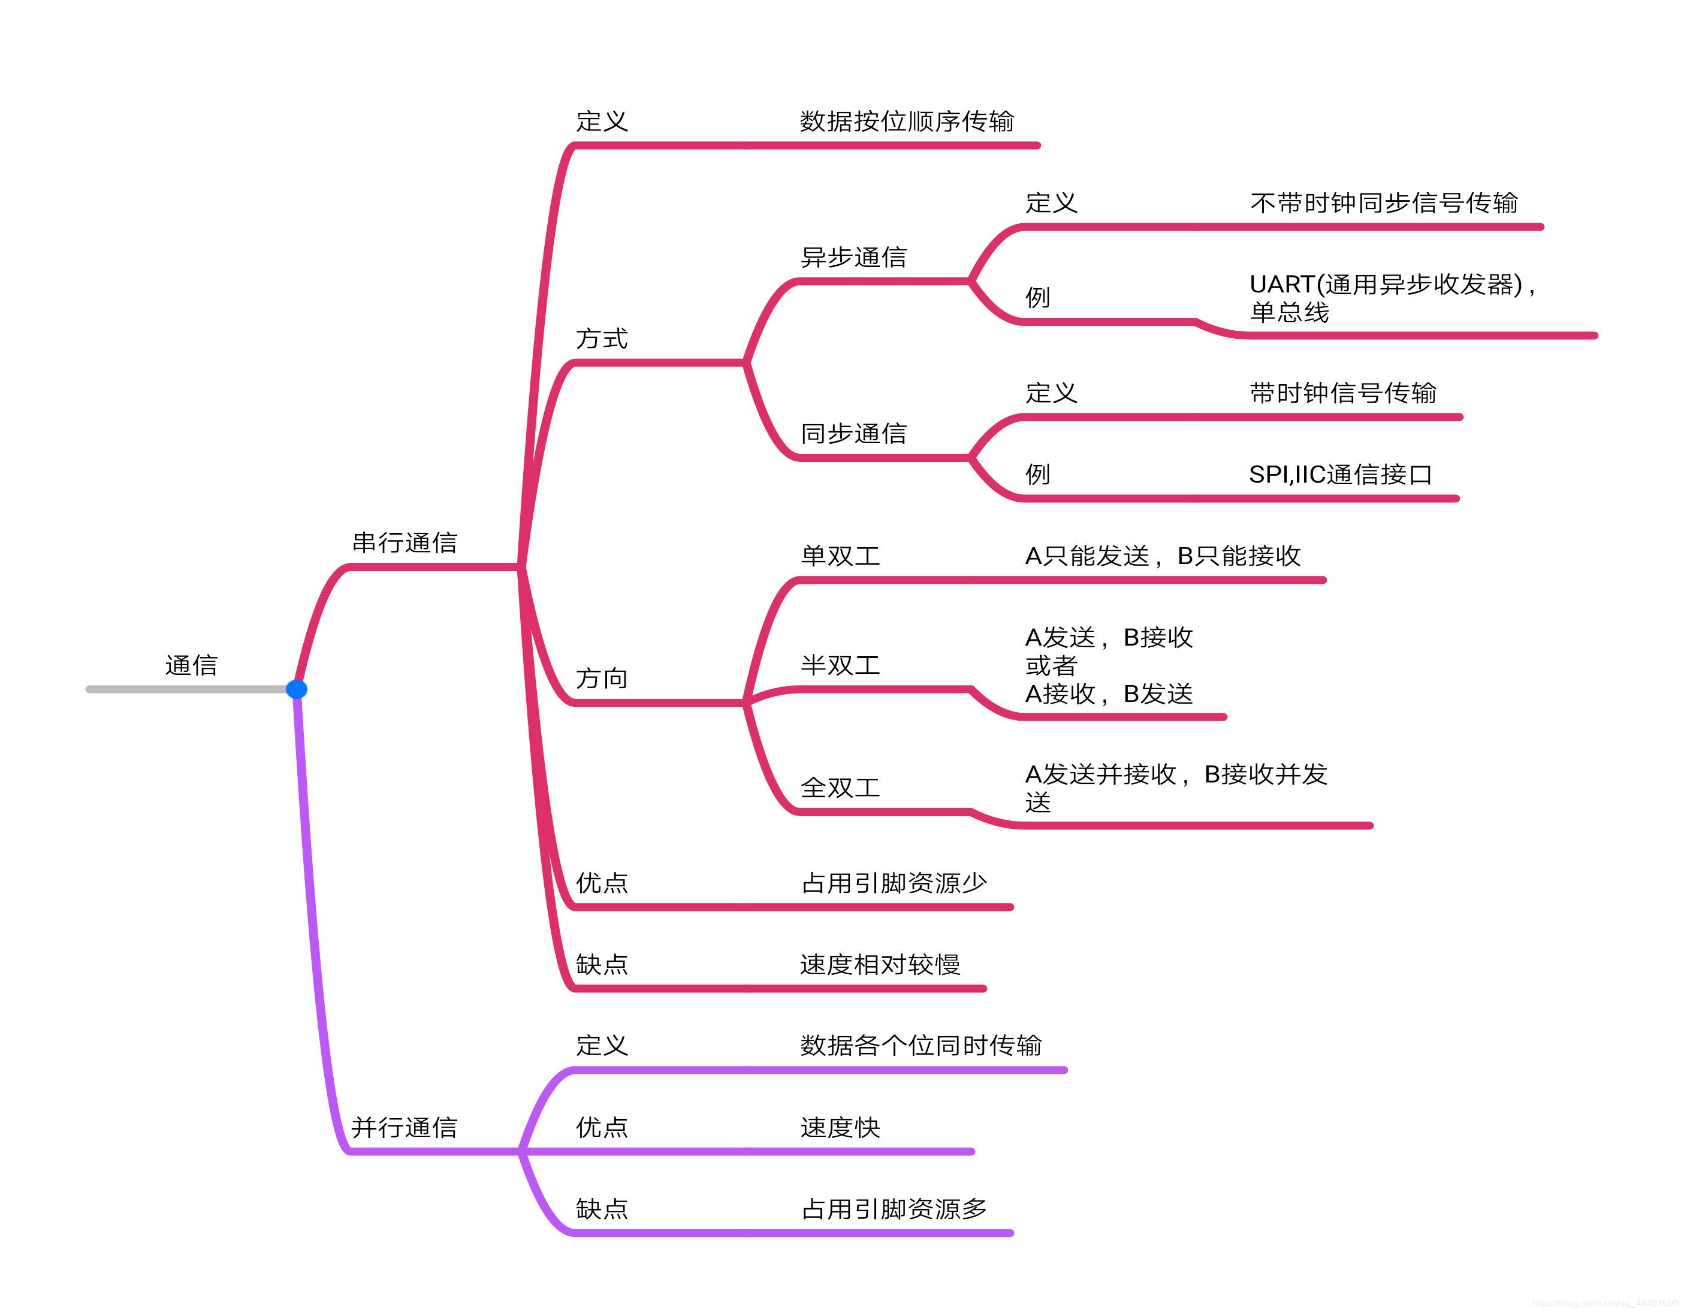 定义
数据按位顺序传输
定义
不带时钟同步信号传输
异步通信
例
UART(通用异步收发器)，
单总线
方式
定义
带时钟信号传输
同步通信
例
SPI,IIC通信接口
串行通信
单双工
A只能发送，B只能接收
通信
方向
半双工
A发送，B接收
或者
A接收，B发送
全双工
A发送并接收，B接收并发
送
优点
占用引脚资源少
缺点
速度相对较慢
定义
数据各个位同时传输
并行通信
优点
速度快
缺点
占用引脚资源多